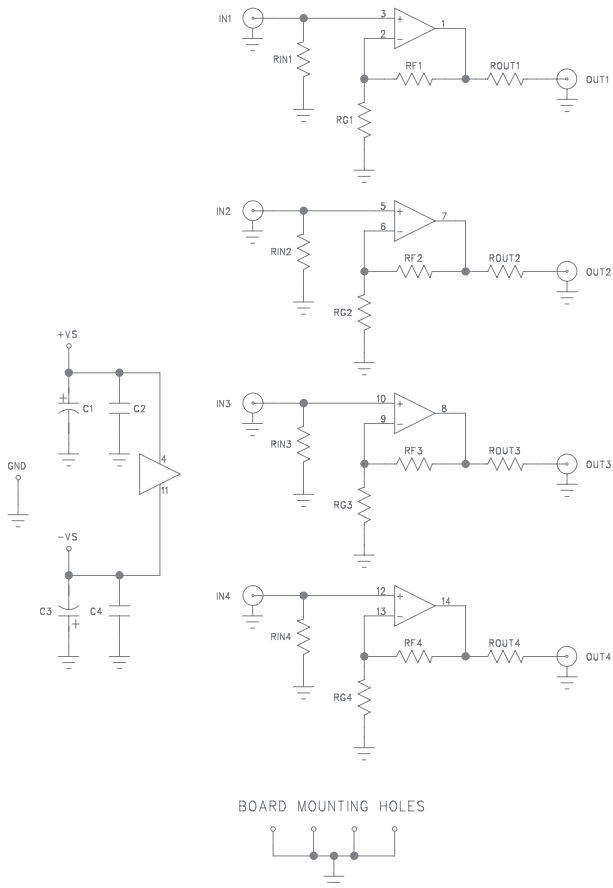 IN1
3
+
1
2
−
RIN1
RF1
ROUT1
OUT1
RG1
IN2
5
+
7
6
−
RIN2
RF2
ROUT2
OUT2
RG2
+VS
+
C1
C2
4
11
GND
−VS
C3
+
C4
IN3
10
+
8
9
−
RIN3
RF3
ROUT3
OUT3
RG3
IN4
12
+
14
13
−
RIN4
RF4
ROUT4
OUT4
RG4
BOARD MOUNTING HOLES